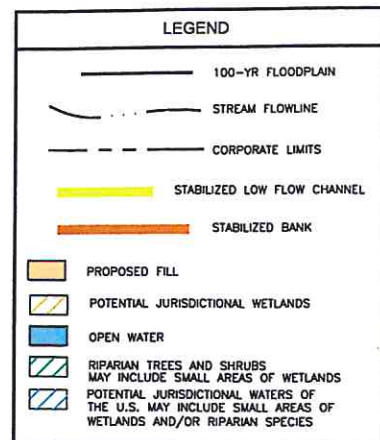 LEGEND
100-YR FLOODPLAIN
STREAM FLOWLINE
CORPORATE LIMITS
STABILIZED LOW FLOW CHANNEL
STABILIZED BANK
PROPOSED FILL
POTENTIAL JURISDICTIONAL WETLANDS
OPEN WATER
RIPARIAN TREES AND SHRUBS
MAY INCLUDE SMALL AREAS OF WETLANDS
POTENTIAL JURISDICTIONAL WATERS OF
THE U.S. MAY INCLUDE SMALL AREAS OF
WETLANDS AND/OR RIPARIAN SPECIES